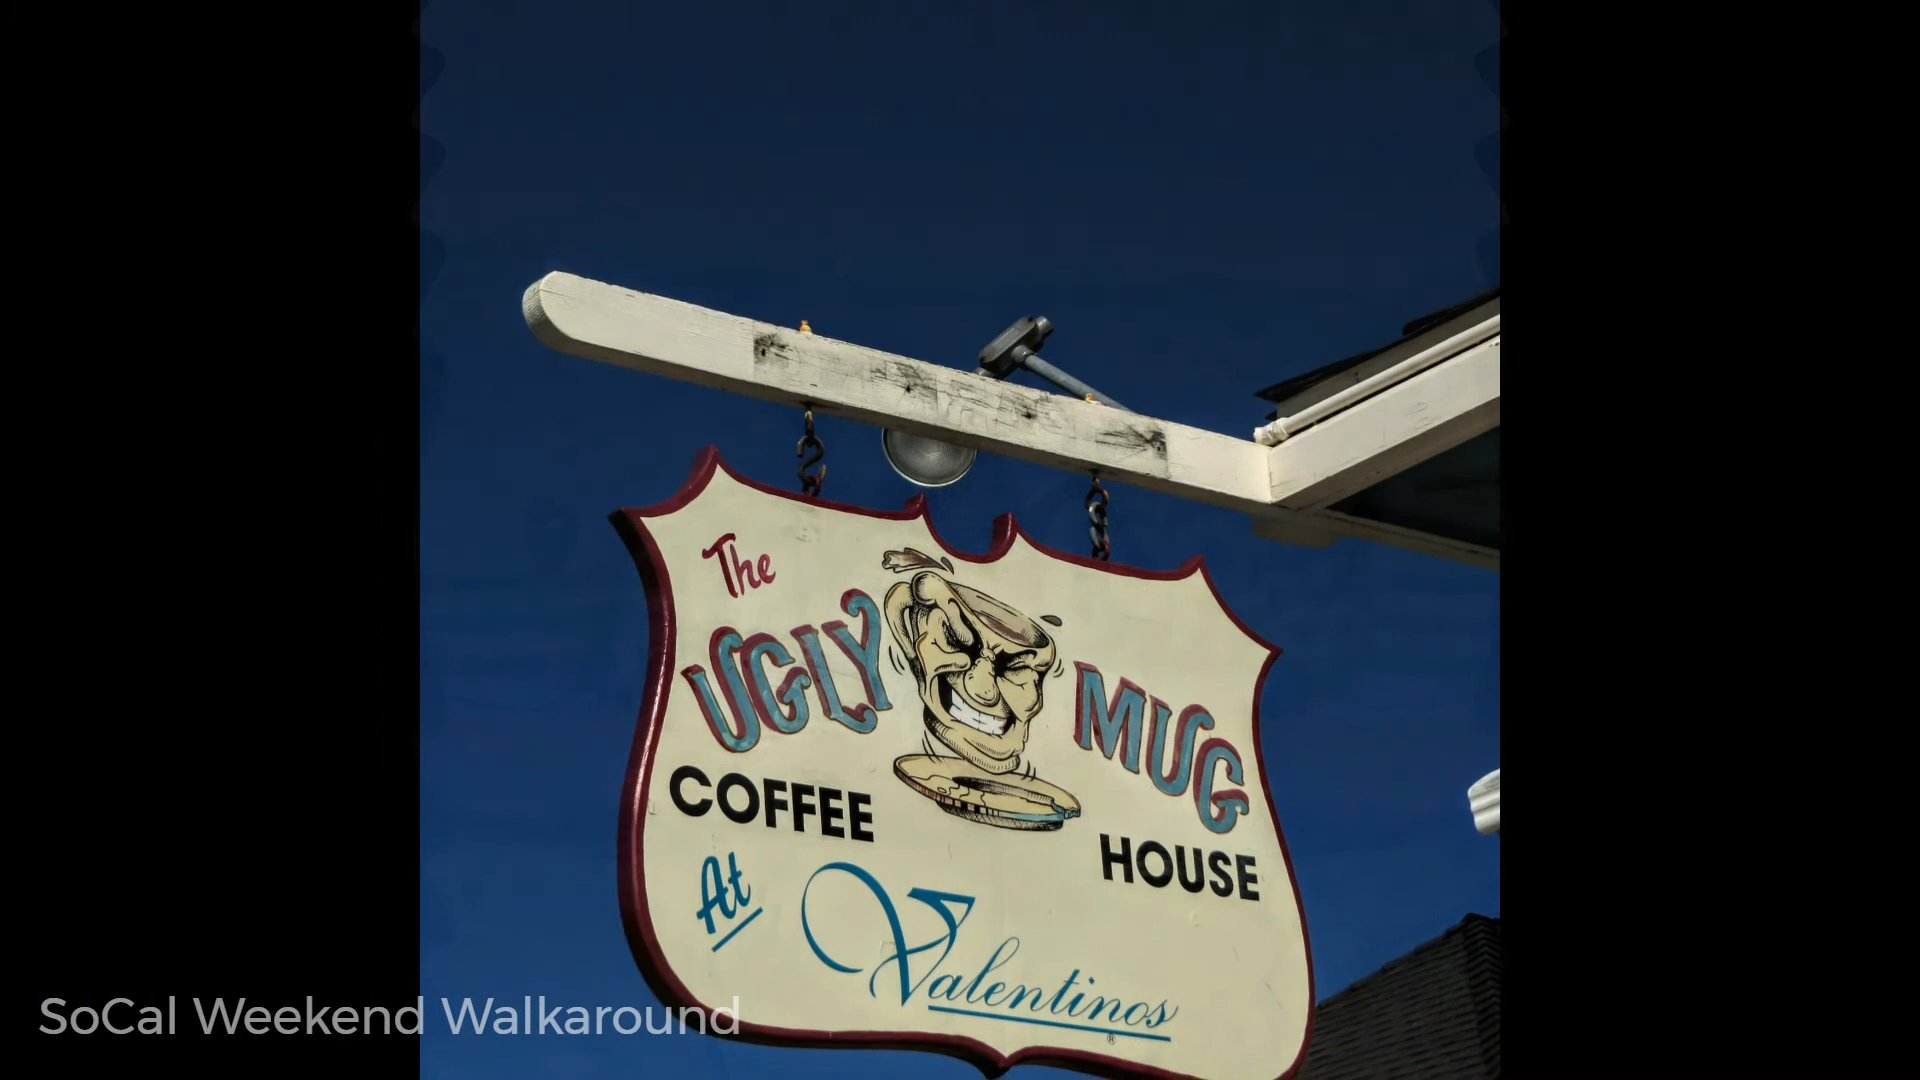 The
UGLY MUG
COFFEE HOUSE
At Valentinos
®
SoCal Weekend Walkaround